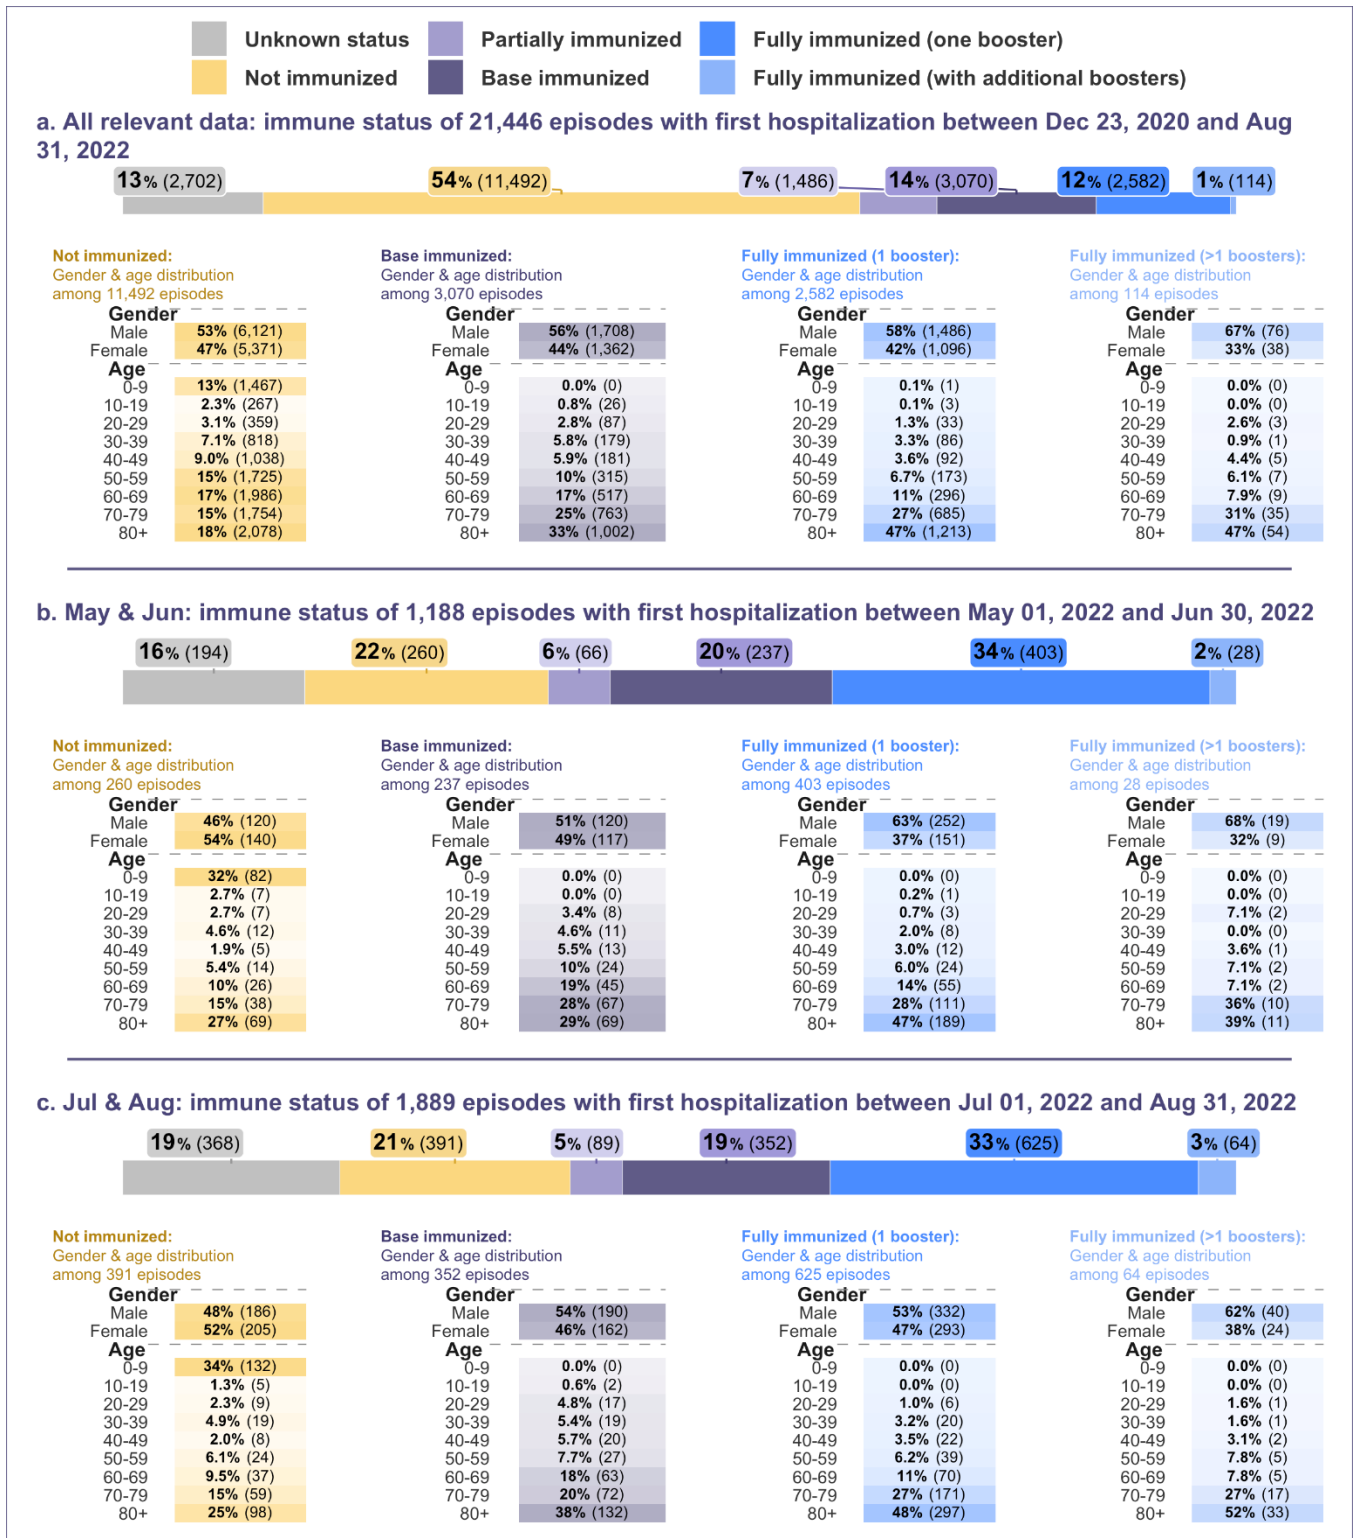 Unknown status Partially immunized Fully immunized (one booster)
Not immunized Base immunized Fully immunized (with additional boosters)
a. All relevant data: immune status of 21,446 episodes with first hospitalization between Dec 23, 2020 and Aug
31, 2022
13% (2,702) 54% (11,492) 7% (1,486) 14% (3,070) 12% (2,582) 1% (114)
Not immunized: Base immunized: Fully immunized (1 booster): Fully immunized (>1 boosters):
Gender & age distribution Gender & age distribution Gender & age distribution Gender & age distribution
among 11,492 episodes among 3,070 episodes among 2,582 episodes among 114 episodes
Gender Gender Gender Gender
Male 53% (6,121) Male 56% (1,708) Male 58% (1,486) Male 67% (76)
Female 47% (5,371) Female 44% (1,362) Female 42% (1,096) Female 33% (38)
Age Age Age Age
0-9 13% (1,467) 0-9 0.0% (0) 0-9 0.1% (1) 0-9 0.0% (0)
10-19 2.3% (267) 10-19 0.8% (26) 10-19 0.1% (3) 10-19 0.0% (0)
20-29 3.1% (359) 20-29 2.8% (87) 20-29 1.3% (33) 20-29 2.6% (3)
30-39 7.1% (818) 30-39 5.8% (179) 30-39 3.3% (86) 30-39 0.9% (1)
40-49 9.0% (1,038) 40-49 5.9% (181) 40-49 3.6% (92) 40-49 4.4% (5)
50-59 15% (1,725) 50-59 10% (315) 50-59 6.7% (173) 50-59 6.1% (7)
60-69 17% (1,986) 60-69 17% (517) 60-69 11% (296) 60-69 7.9% (9)
70-79 15% (1,754) 70-79 25% (763) 70-79 27% (685) 70-79 31% (35)
80+ 18% (2,078) 80+ 33% (1,002) 80+ 47% (1,213) 80+ 47% (54)
b. May & Jun: immune status of 1,188 episodes with first hospitalization between May 01, 2022 and Jun 30, 2022
16% (194) 22% (260) 6% (66) 20% (237) 34% (403) 2% (28)
Not immunized: Base immunized: Fully immunized (1 booster): Fully immunized (>1 boosters):
Gender & age distribution Gender & age distribution Gender & age distribution Gender & age distribution
among 260 episodes among 237 episodes among 403 episodes among 28 episodes
Gender Gender Gender Gender
Male 46% (120) Male 51% (120) Male 63% (252) Male 68% (19)
Female 54% (140) Female 49% (117) Female 37% (151) Female 32% (9)
Age Age Age Age
0-9 32% (82) 0-9 0.0% (0) 0-9 0.0% (0) 0-9 0.0% (0)
10-19 2.7% (7) 10-19 0.0% (0) 10-19 0.2% (1) 10-19 0.0% (0)
20-29 2.7% (7) 20-29 3.4% (8) 20-29 0.7% (3) 20-29 7.1% (2)
30-39 4.6% (12) 30-39 4.6% (11) 30-39 2.0% (8) 30-39 0.0% (0)
40-49 1.9% (5) 40-49 5.5% (13) 40-49 3.0% (12) 40-49 3.6% (1)
50-59 5.4% (14) 50-59 10% (24) 50-59 6.0% (24) 50-59 7.1% (2)
60-69 10% (26) 60-69 19% (45) 60-69 14% (55) 60-69 7.1% (2)
70-79 15% (38) 70-79 28% (67) 70-79 28% (111) 70-79 36% (10)
80+ 27% (69) 80+ 29% (69) 80+ 47% (189) 80+ 39% (11)
c. Jul & Aug: immune status of 1,889 episodes with first hospitalization between Jul 01, 2022 and Aug 31, 2022
19% (368) 21% (391) 5% (89) 19% (352) 33% (625) 3% (64)
Not immunized: Base immunized: Fully immunized (1 booster): Fully immunized (>1 boosters):
Gender & age distribution Gender & age distribution Gender & age distribution Gender & age distribution
among 391 episodes among 352 episodes among 625 episodes among 64 episodes
Gender Gender Gender Gender
Male 48% (186) Male 54% (190) Male 53% (332) Male 62% (40)
Female 52% (205) Female 46% (162) Female 47% (293) Female 38% (24)
Age Age Age Age
0-9 34% (132) 0-9 0.0% (0) 0-9 0.0% (0) 0-9 0.0% (0)
10-19 1.3% (5) 10-19 0.6% (2) 10-19 0.0% (0) 10-19 0.0% (0)
20-29 2.3% (9) 20-29 4.8% (17) 20-29 1.0% (6) 20-29 1.6% (1)
30-39 4.9% (19) 30-39 5.4% (19) 30-39 3.2% (20) 30-39 1.6% (1)
40-49 2.0% (8) 40-49 5.7% (20) 40-49 3.5% (22) 40-49 3.1% (2)
50-59 6.1% (24) 50-59 7.7% (27) 50-59 6.2% (39) 50-59 7.8% (5)
60-69 9.5% (37) 60-69 18% (63) 60-69 11% (70) 60-69 7.8% (5)
70-79 15% (59) 70-79 20% (72) 70-79 27% (171) 70-79 27% (17)
80+ 25% (98) 80+ 38% (132) 80+ 48% (297) 80+ 52% (33)